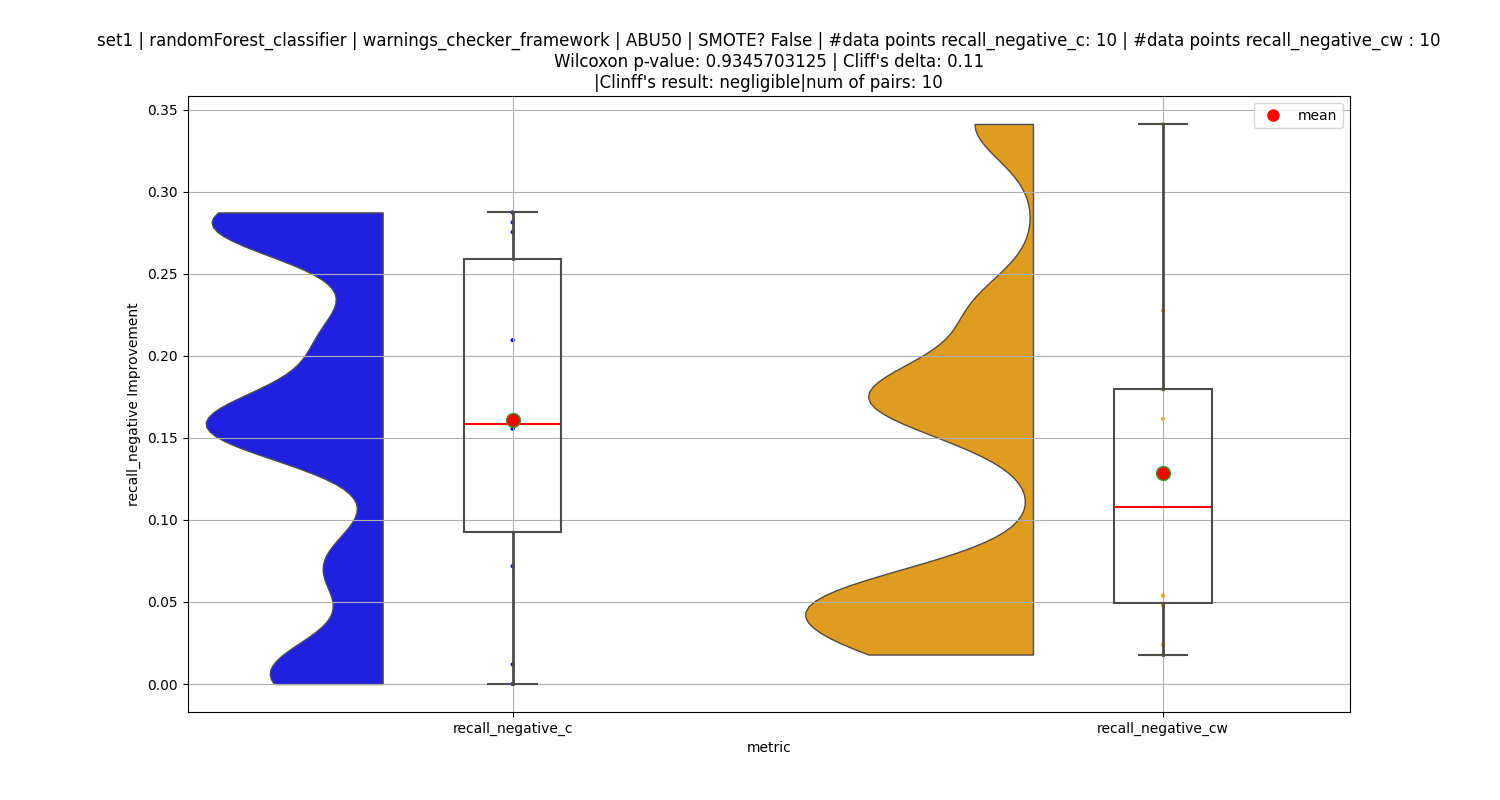 set1 | randomForest_classifier | warnings_checker_framework | ABU50 | SMOTE? False | #data points recall_negative_c: 10 | #data points recall_negative_cw : 10
Wilcoxon p-value: 0.9345703125 | Cliff's delta: 0.11
|Clinff's result: negligible|num of pairs: 10
mean
0.35
0.30
0.25
0.20
0.15
0.10
0.05
0.00
recall_negative Improvement
recall_negative_c
recall_negative_cw
metric